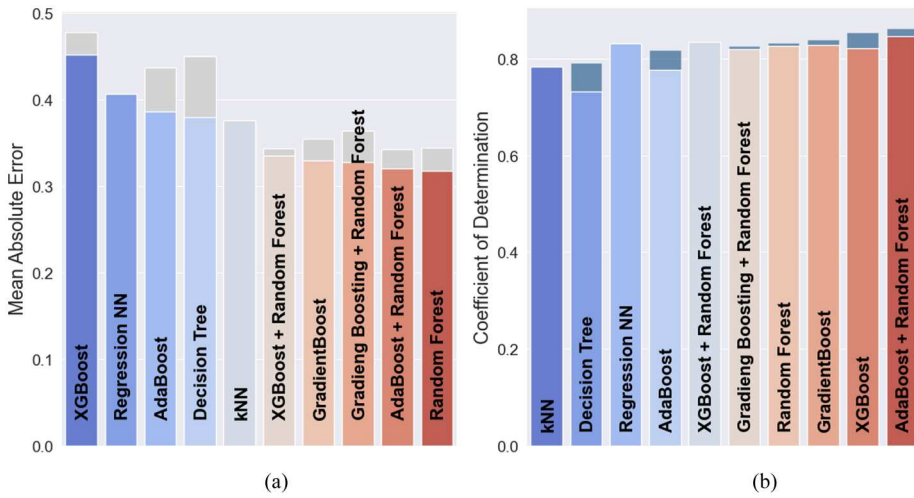 0.5
0.4
0.3
0.2
0.1
0.0
Mean Absolute Error
XGBoost
Regression NN
AdaBoost
Decision Tree
kNN
XGBoost + Random Forest
GradientBoost
Gradieng Boosting + Random Forest
AdaBoost + Random Forest
Random Forest
(a)
0.8
0.6
0.4
0.2
0.0
Coefficient of Determination
kNN
Decision Tree
Regression NN
AdaBoost
XGBoost + Random Forest
Gradieng Boosting + Random Forest
Random Forest
GradientBoost
XGBoost
AdaBoost + Random Forest
(b)